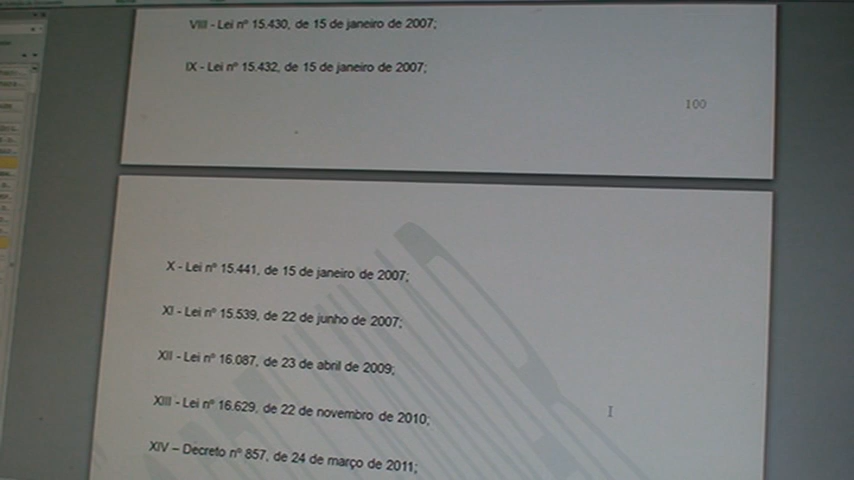 VIII - Lei nº 15.430, de 15 de janeiro de 2007;
IX - Lei nº 15.432, de 15 de janeiro de 2007;
100
X - Lei nº 15.441, de 15 de janeiro de 2007;
XI - Lei nº 15.539, de 22 de junho de 2007;
XII - Lei nº 16.087, de 23 de abril de 2009;
XIII - Lei nº 16.629, de 22 de novembro de 2010;
XIV – Decreto nº 857, de 24 de março de 2011;